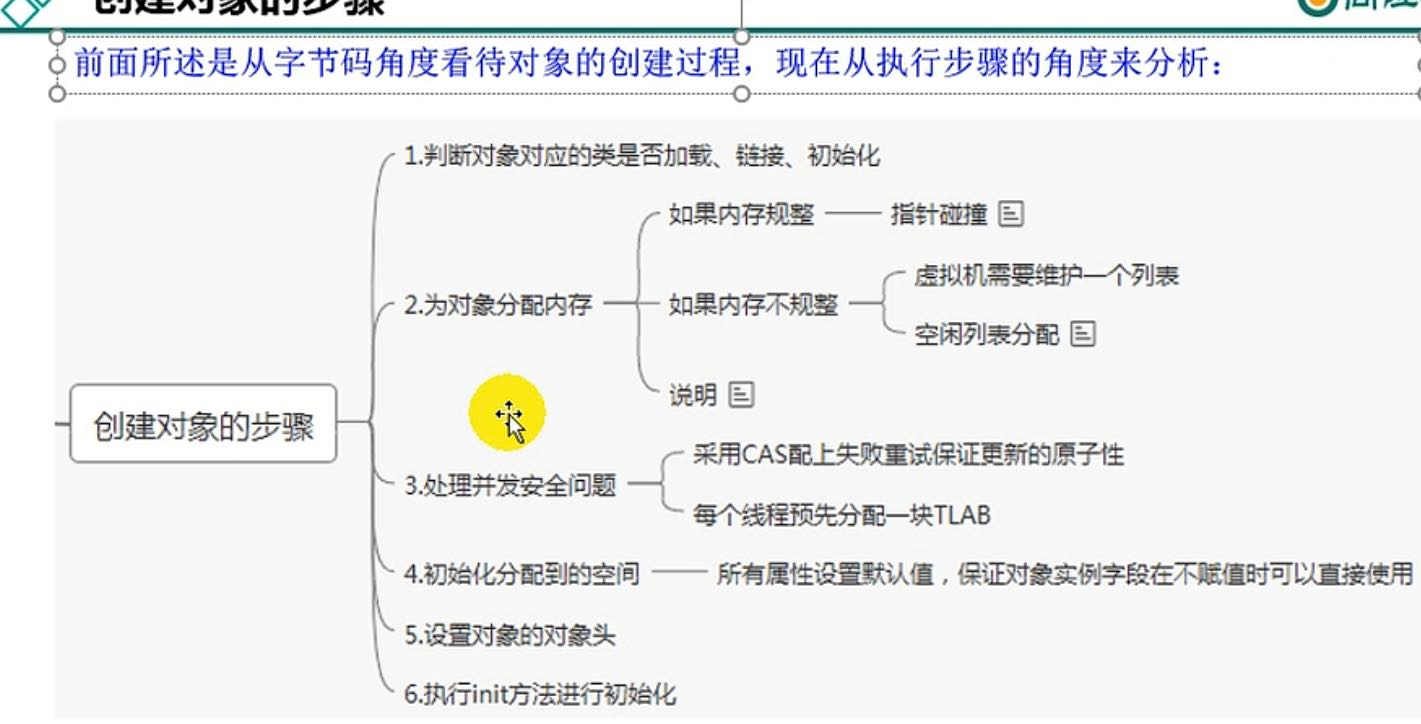 创建对象的步骤
前面所述是从字节码角度看待对象的创建过程，现在从执行步骤的角度来分析：
1.判断对象对应的类是否加载、链接、初始化
如果内存规整
指针碰撞
虚拟机需要维护一个列表
2.为对象分配内存
如果内存不规整
空闲列表分配
说明
创建对象的步骤
采用CAS配上失败重试保证更新的原子性
3.处理并发安全问题
每个线程预先分配一块TLAB
4.初始化分配到的空间
所有属性设置默认值，保证对象实例字段在不赋值时可以直接使用
5.设置对象的对象头
6.执行init方法进行初始化